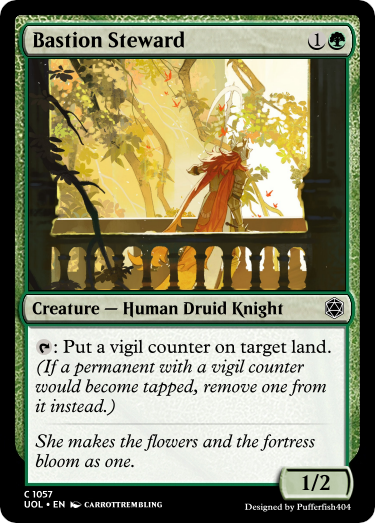 Bastion Steward 1
Creature — Human Druid Knight
: Put a vigil counter on target land.
(If a permanent with a vigil counter
would become tapped, remove one from
it instead.)
She makes the flowers and the fortress
bloom as one.
1/2
C 1057
UOL • EN CARROTTREMBLING
Designed by Pufferfish404